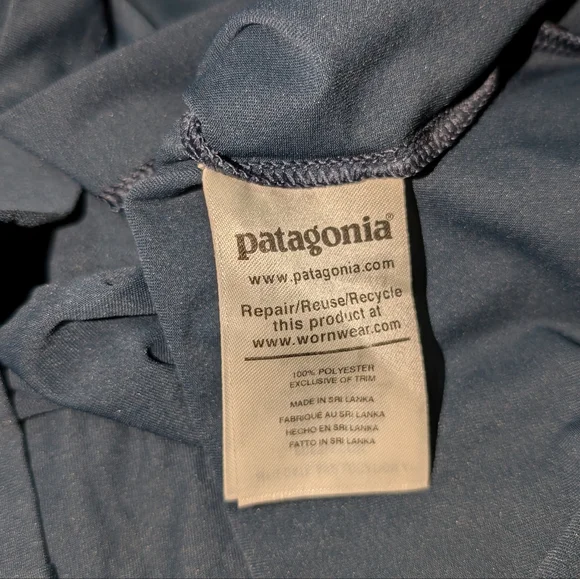 patagonia®
www.patagonia.com
Repair/Reuse/Recycle
this product at
www.wornwear.com
100% POLYESTER
EXCLUSIVE OF TRIM
MADE IN SRI LANKA
FABRIQUÉ AU SRI LANKA
HECHO EN SRI LANKA
FATTO IN SRI LANKA